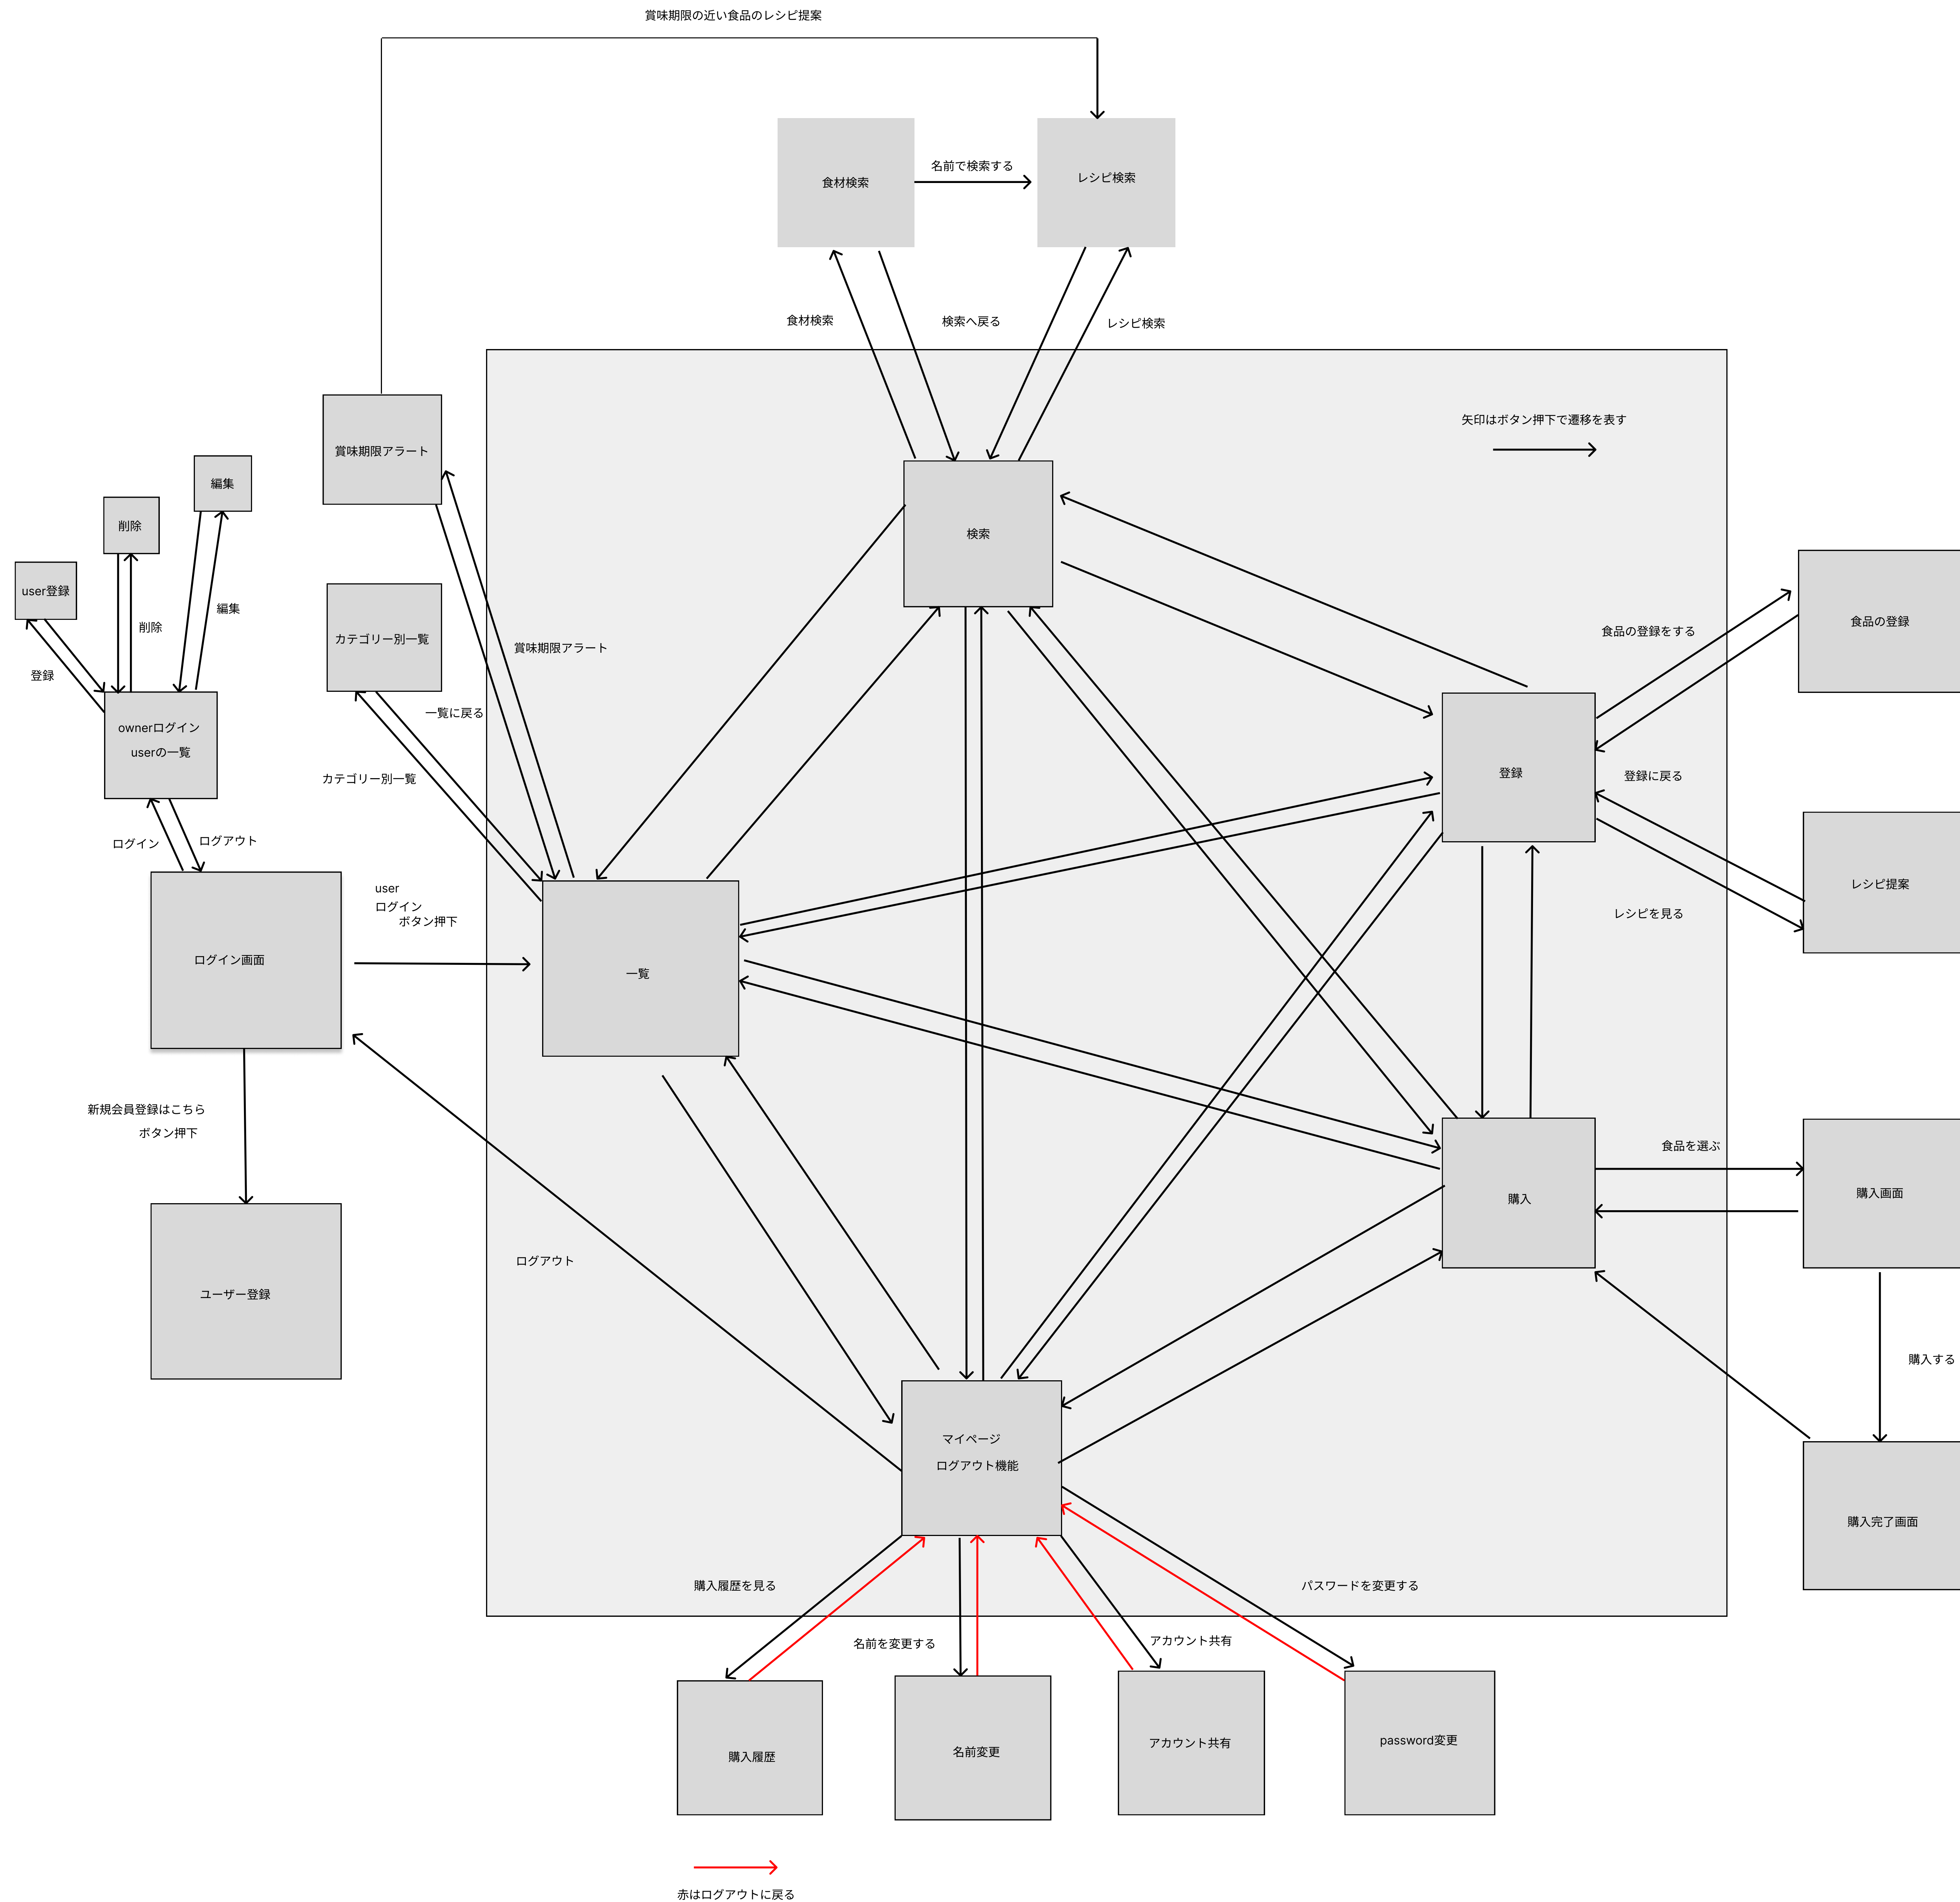 賞味期限の近い食品のレシピ提案
食材検索
名前で検索する
レシピ検索
食材検索
検索へ戻る
レシピ検索
矢印はボタン押下で遷移を表す
賞味期限アラート
編集
削除
検索
user登録
編集
食品の登録をする
食品の登録
削除
カテゴリー別一覧
賞味期限アラート
登録
一覧に戻る
ownerログイン
userの一覧
カテゴリー別一覧
登録
登録に戻る
ログイン
ログアウト
user
ログイン
ボタン押下
レシピ提案
レシピを見る
ログイン画面
一覧
新規会員登録はこちら
ボタン押下
食品を選ぶ
購入
購入画面
ログアウト
ユーザー登録
購入する
マイページ
ログアウト機能
購入完了画面
購入履歴を見る
パスワードを変更する
名前を変更する
アカウント共有
購入履歴
名前変更
アカウント共有
password変更
赤はログアウトに戻る